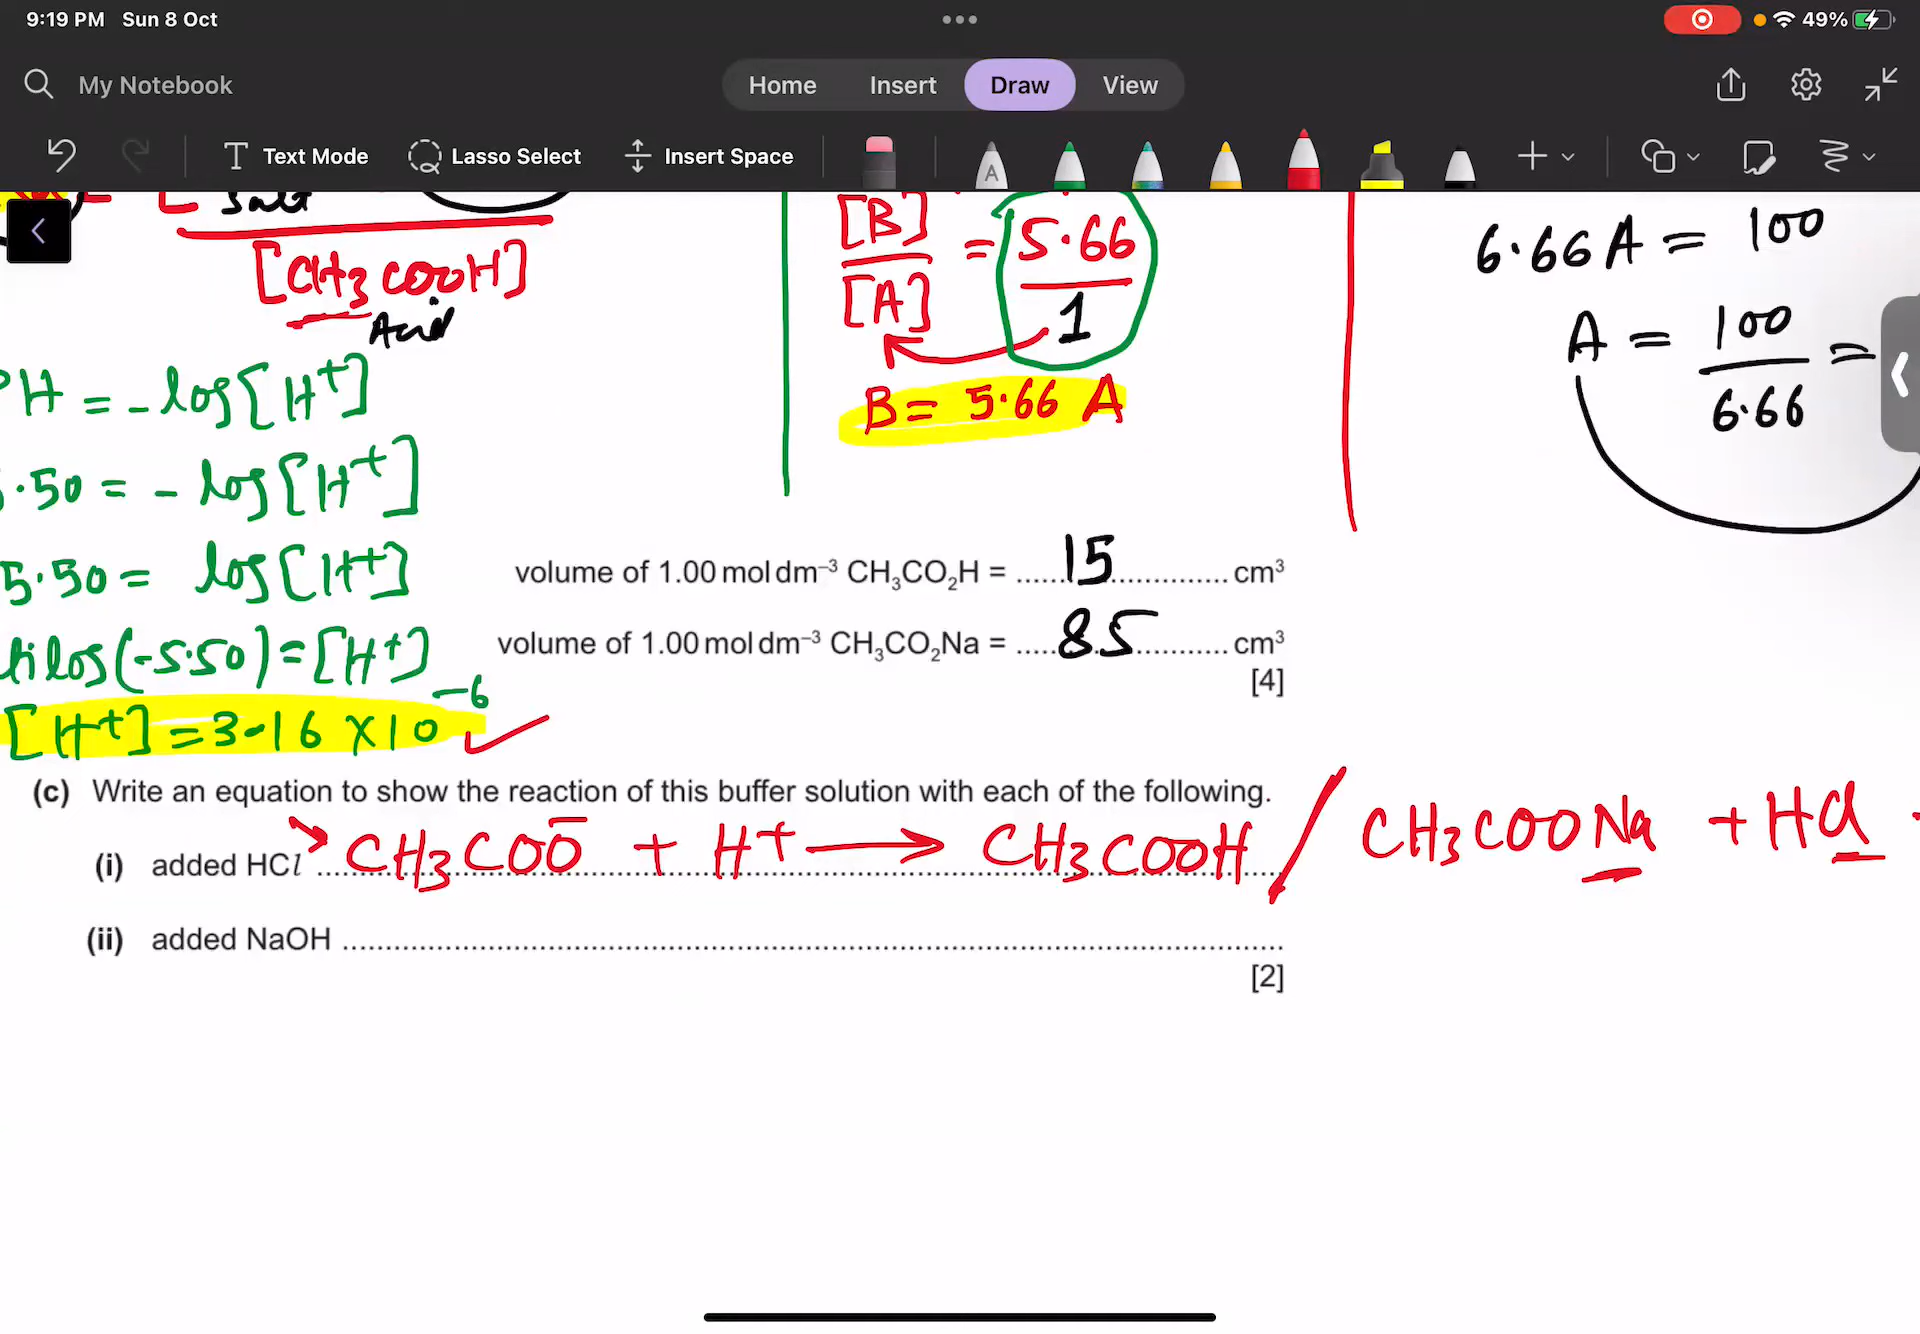 9:19 PM Sun 8 Oct
49%
My Notebook
Home Insert Draw View
Text Mode Lasso Select Insert Space
A
salt
[CH3COOH]
Acid
PH = -log[H+]
.50 = - log[H+]
5.50 = log[H+]
log(-5.50) = [H+]
[H+] = 3.16 X10⁻⁶
[B] = 5.66
[A] 1
B = 5.66 A
6.66 A = 100
A = 100 =
6.66
volume of 1.00 mol dm⁻³ CH₃CO₂H = ......15............. cm³
volume of 1.00 mol dm⁻³ CH₃CO₂Na = .....85............ cm³
[4]
(c) Write an equation to show the reaction of this buffer solution with each of the following.
(i) added HCl CH3COO⁻ + H+ → CH3COOH / CH3COONa + HCl
(ii) added NaOH ................................................................
[2]